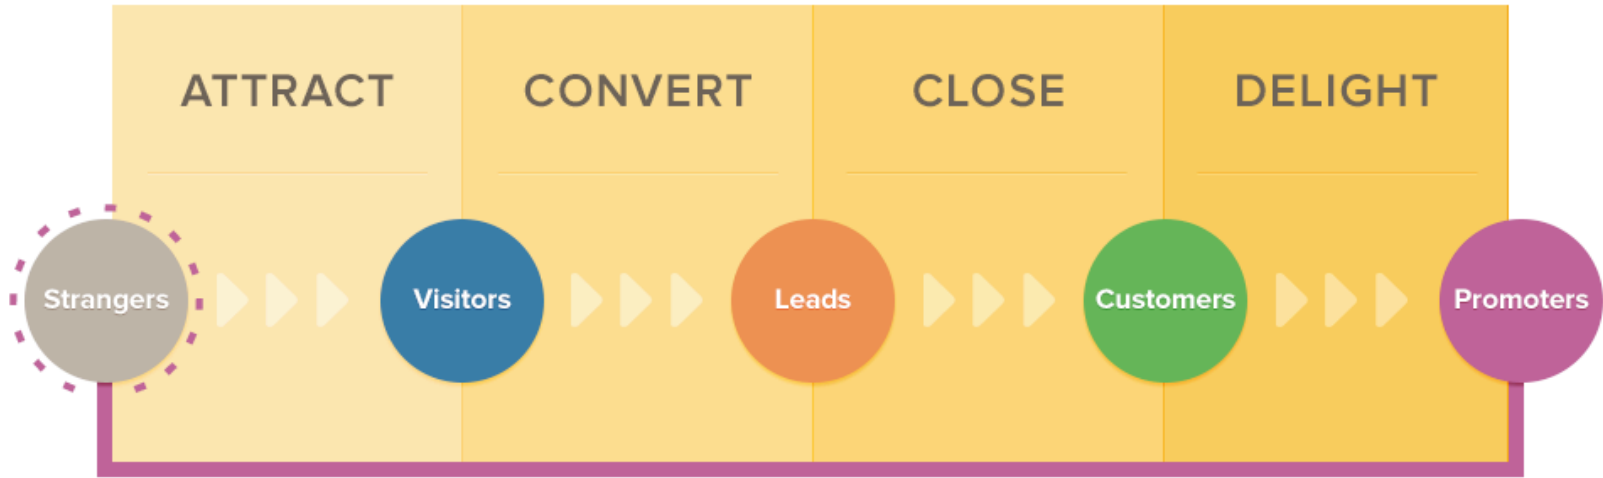 ATTRACT
CONVERT
CLOSE
DELIGHT
Strangers
Visitors
Leads
Customers
Promoters